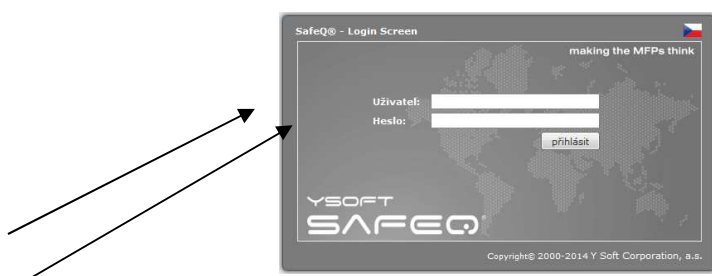 SafeQ® - Login Screen
making the MFPs think
Uživatel:
Heslo:
přihlásit
YSOFT
SAFEQ
Copyright© 2000-2014 Y Soft Corporation, a.s.